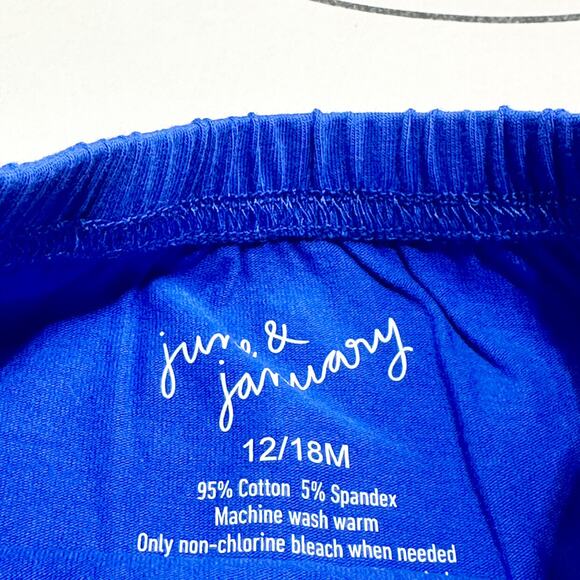 june &
january
12/18M
95% Cotton 5% Spandex
Machine wash warm
Only non-chlorine bleach when needed